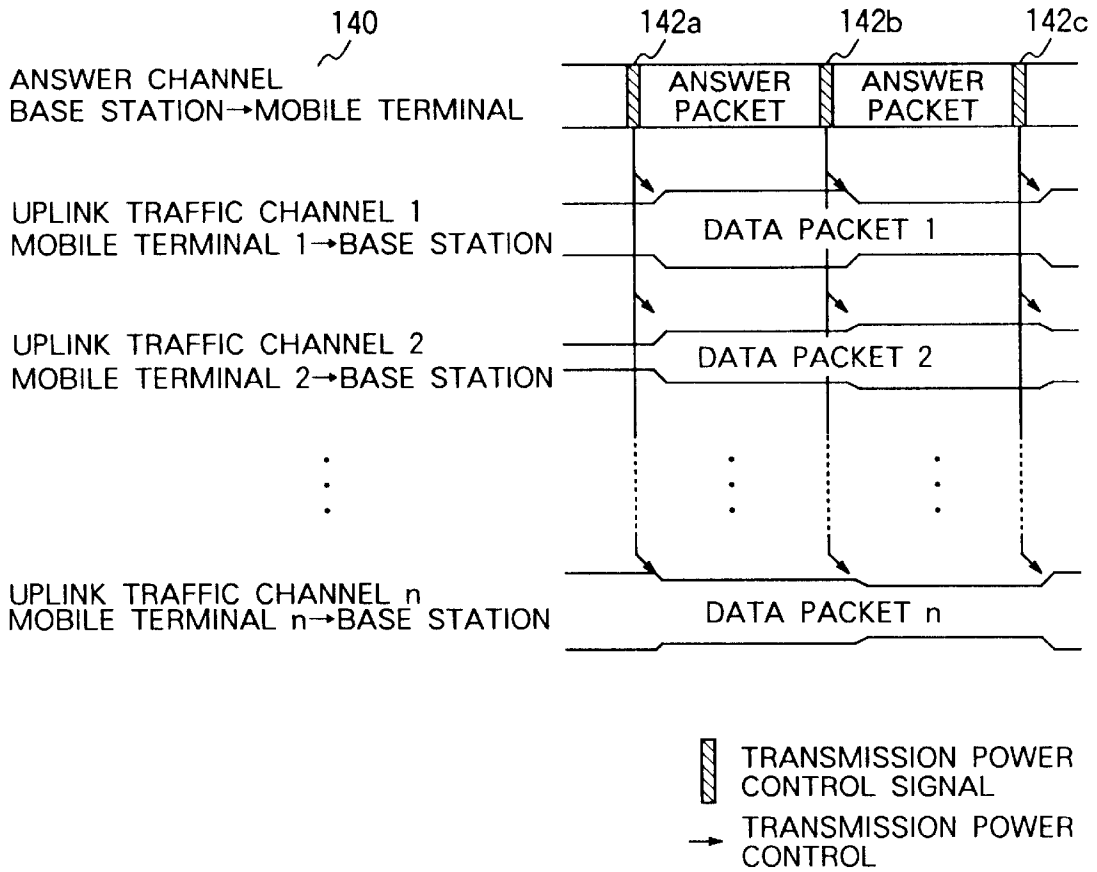 140
142a
142b
142c
ANSWER CHANNEL
BASE STATION→MOBILE TERMINAL
ANSWER PACKET
ANSWER PACKET
UPLINK TRAFFIC CHANNEL 1
MOBILE TERMINAL 1→BASE STATION
DATA PACKET 1
UPLINK TRAFFIC CHANNEL 2
MOBILE TERMINAL 2→BASE STATION
DATA PACKET 2
UPLINK TRAFFIC CHANNEL n
MOBILE TERMINAL n→BASE STATION
DATA PACKET n
TRANSMISSION POWER
CONTROL SIGNAL
TRANSMISSION POWER
CONTROL